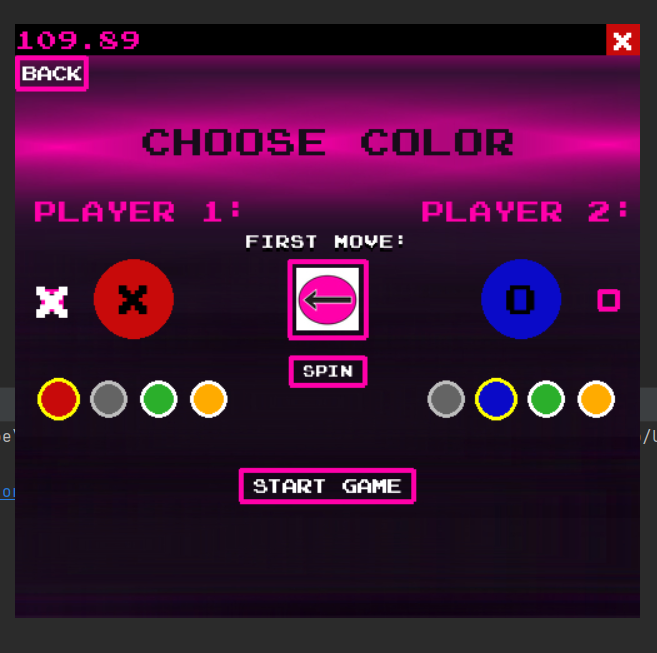 109.89 X
BACK
CHOOSE COLOR
PLAYER 1: PLAYER 2:
FIRST MOVE:
X X O O
SPIN
START GAME